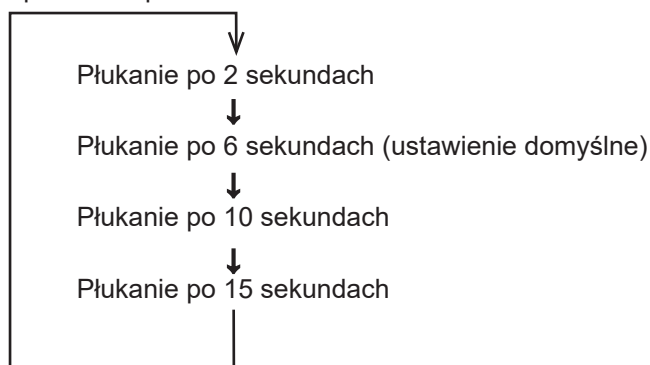 Płukanie po 2 sekundach
Płukanie po 6 sekundach (ustawienie domyślne)
Płukanie po 10 sekundach
Płukanie po 15 sekundach